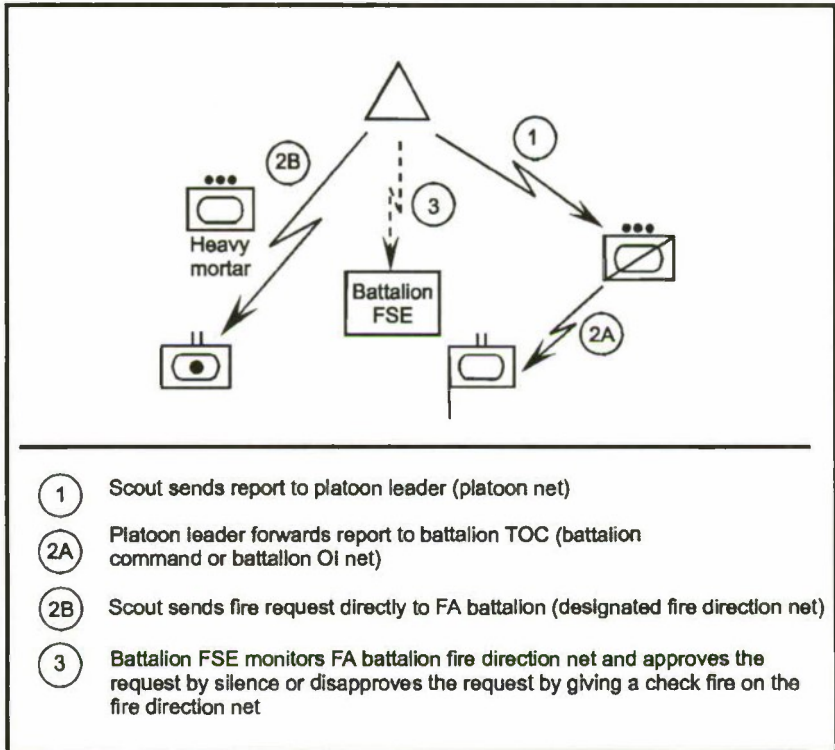 1
2B
3
Heavy
mortar
Battalion
FSE
2A
1 Scout sends report to platoon leader (platoon net)
2A Platoon leader forwards report to battalion TOC (battalion
command or battalion OI net)
2B Scout sends fire request directly to FA battalion (designated fire direction net)
3 Battalion FSE monitors FA battalion fire direction net and approves the
request by silence or disapproves the request by giving a check fire on the
fire direction net